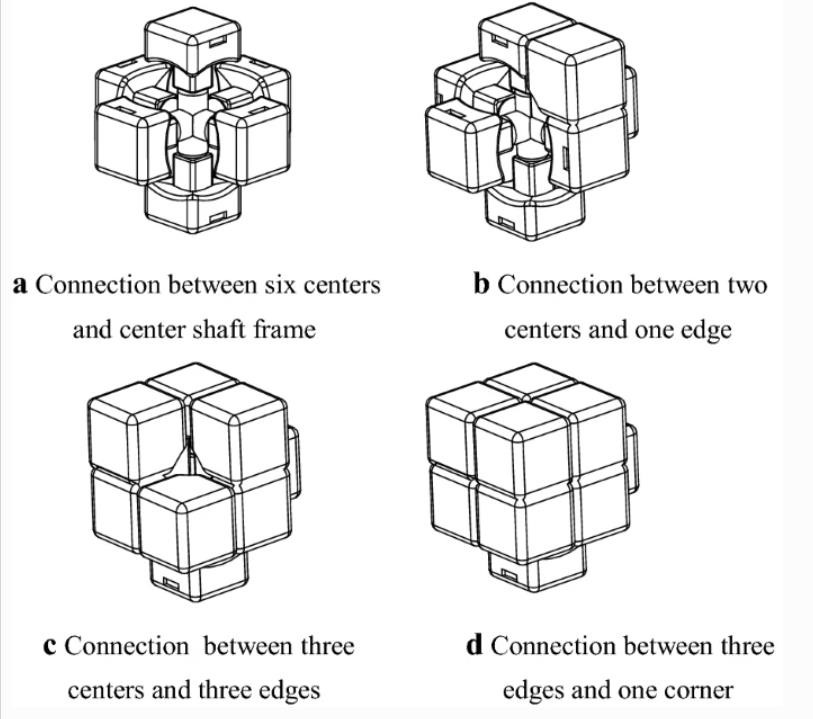 a Connection between six centers
and center shaft frame
b Connection between two
centers and one edge
c Connection between three
centers and three edges
d Connection between three
edges and one corner